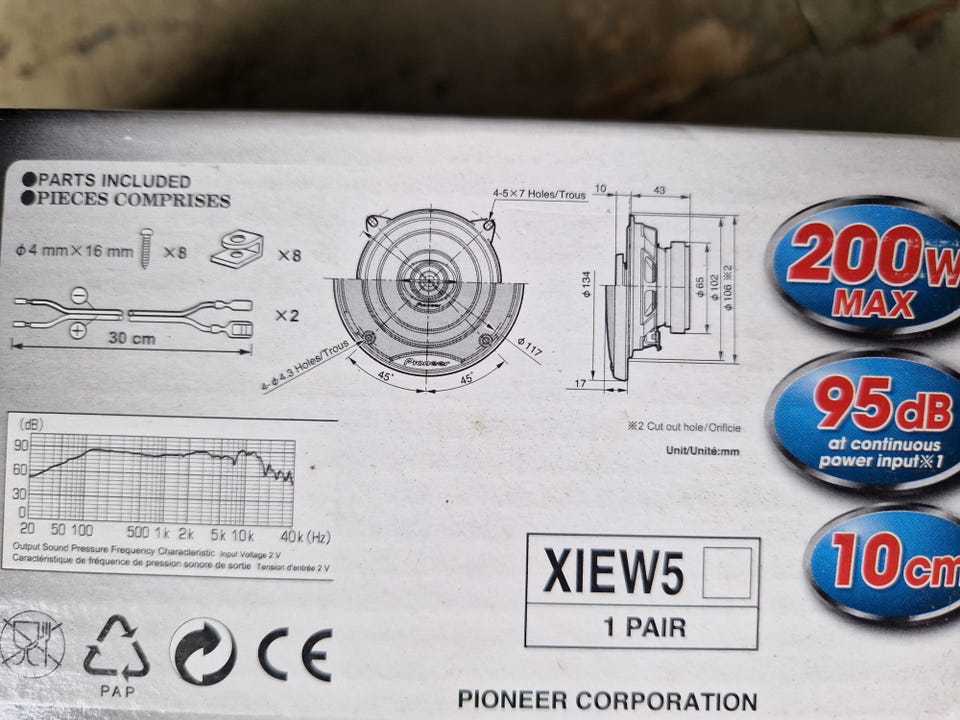 ●PARTS INCLUDED
●PIECES COMPRISES
ϕ4 mm×16 mm ×8 ×8
⊖
⊕
×2
30 cm
4-5×7 Holes/Trous
4-ϕ4.3 Holes/Trous
45° 45°
ϕ117
Pioneer
10 43
ϕ134
ϕ65
ϕ102
ϕ106 ※2
17
※2 Cut out hole/Orificie
Unit/Unité:mm
200W
MAX
95dB
at continuous
power input※1
10cm
(dB)
90
60
30
0
20 50 100 500 1k 2k 5k 10k 40k (Hz)
Output Sound Pressure Frequency Characteristic Input Voltage 2 V
Caractéristique de fréquence de pression sonore de sortie Tension d'entrée 2 V
XIEW5
1 PAIR
PAP
CE
PIONEER CORPORATION